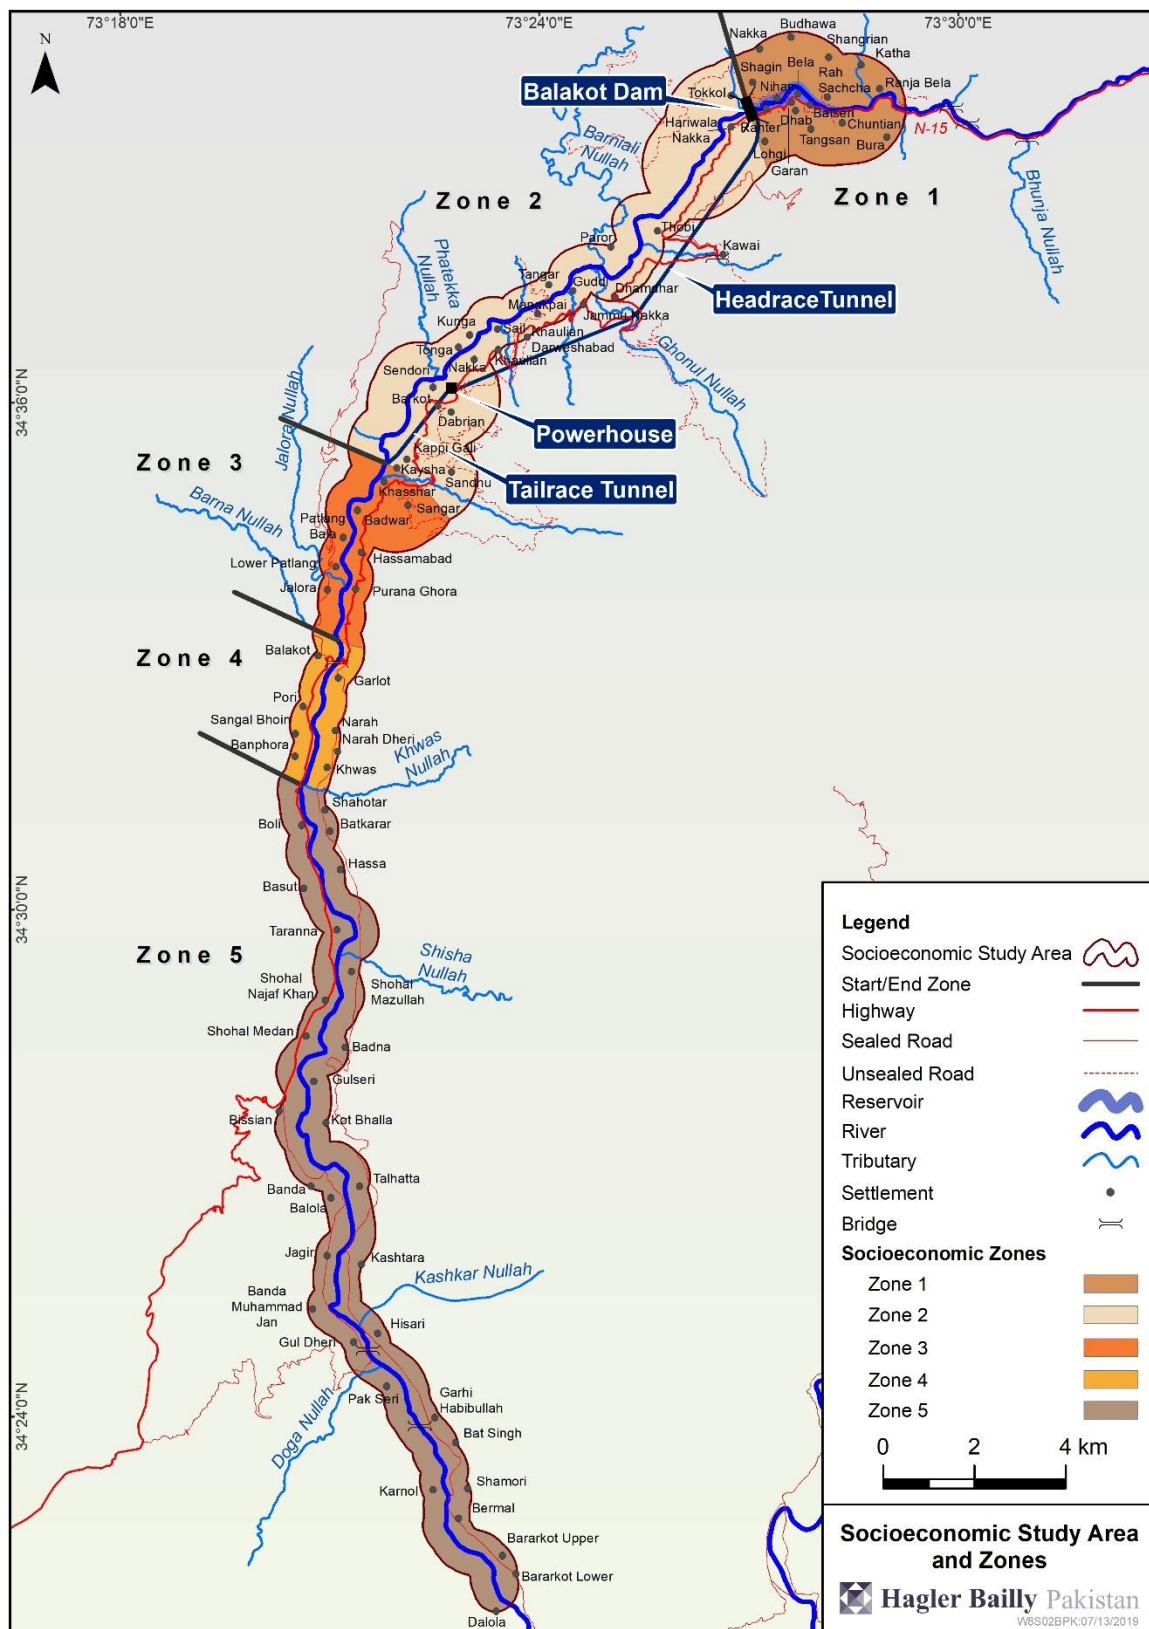 73°18'0"E
73°24'0"E
73°30'0"E
N
Budhawa
Nakka
Shangrian
Katha
Shagin
Bela
Rah
Ranja Bela
Tokkol
Nihan
Sachcha
Balakot Dam
Hariwala
Nakka
Ranter
Dhab
Batseri
Chuntian
N-15
Tangsan
Bura
Lohgi
Garan
Barniali
Nullah
Zone 2
Zone 1
Bhunja Nullah
Thobi
Paror
Kawai
Phatekka
Nullah
Tangar
Guddi
Dhamdhar
Headrace Tunnel
Manakpai
Jammu Nakka
Kunga
Sail
Khaulian
Darweshabad
Tonga
Khaulian
Nakka
Ghonul Nullah
Sendori
34°36'0"N
Barkot
Dabrian
Powerhouse
Jalora Nullah
Kappi Gali
Zone 3
Kaysha
Sandhu
Tailrace Tunnel
Khasshar
Barna Nullah
Sangar
Patlang
Bala
Badwar
Hassamabad
Lower Patlang
Jalora
Purana Ghora
Zone 4
Balakot
Garlot
Pori
Sangal Bhoin
Narah
Narah Dheri
Banphora
Khwas
Nullah
Khwas
Shahotar
Boli
Batkarar
Hassa
Basut
34°30'0"N
Taranna
Zone 5
Shisha
Nullah
Shohal
Najaf Khan
Shohal
Mazullah
Shohal Medan
Badna
Gulseri
Bissian
Kot Bhalla
Banda
Talhatta
Balola
Jagir
Kashtara
Kashkar Nullah
Banda
Muhammad
Jan
Hisari
Gul Dheri
Doga Nullah
Pak Seri
Garhi
Habibullah
34°24'0"N
Bat Singh
Karnol
Shamori
Bermal
Bararkot Upper
Bararkot Lower
Dalola
Legend
Socioeconomic Study Area
Start/End Zone
Highway
Sealed Road
Unsealed Road
Reservoir
River
Tributary
Settlement
Bridge
Socioeconomic Zones
Zone 1
Zone 2
Zone 3
Zone 4
Zone 5
0 2 4 km
Socioeconomic Study Area
and Zones
Hagler Bailly Pakistan
W8S02BPK:07/13/2019